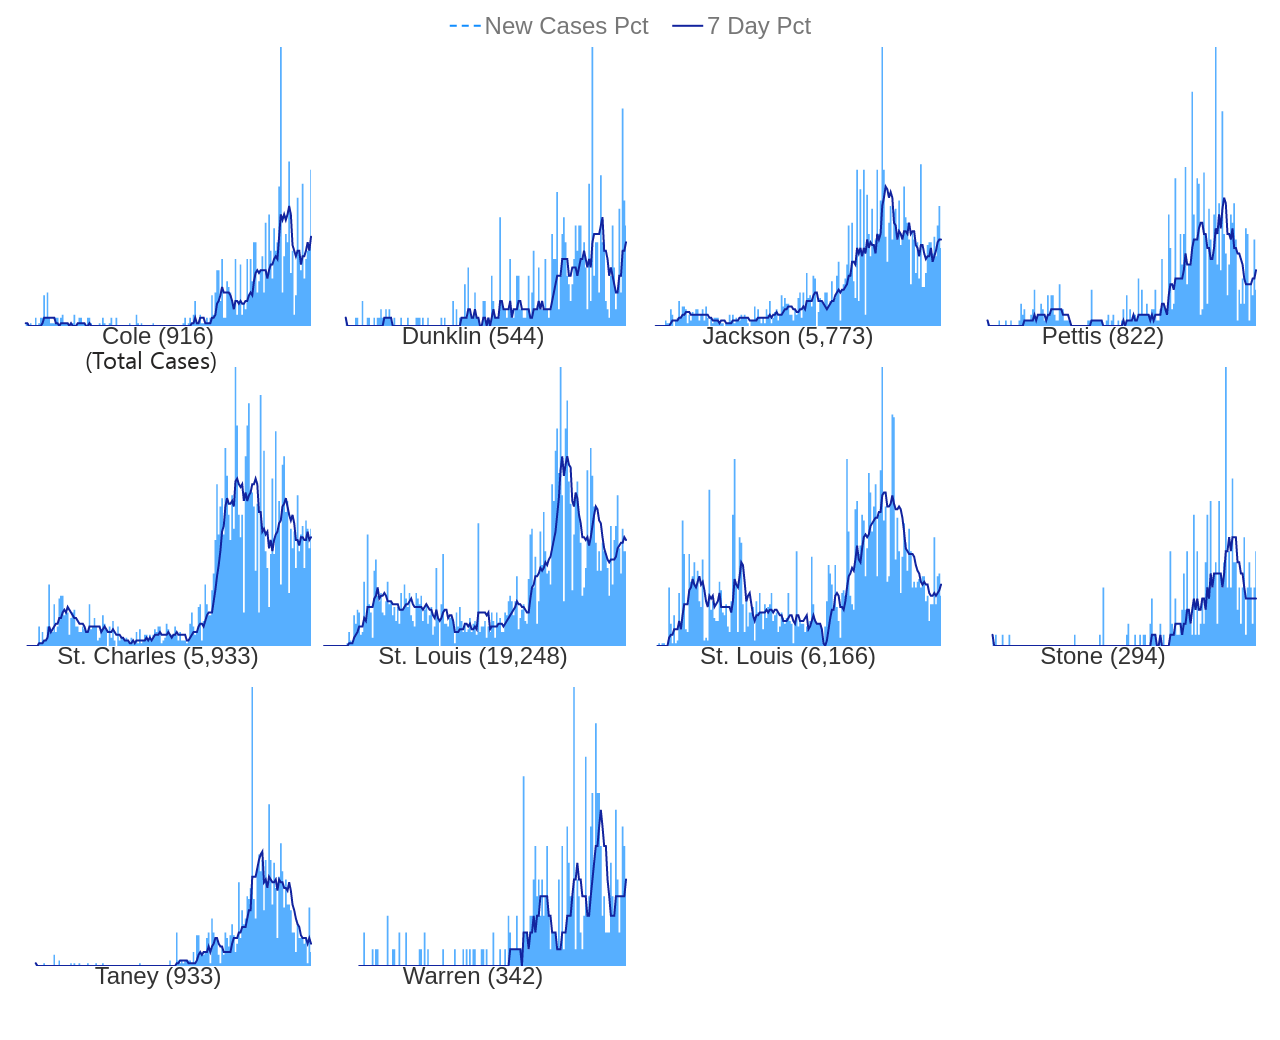 New Cases Pct 7 Day Pct
Cole (916) Dunklin (544) Jackson (5,773) Pettis (822)
(Total Cases)
St. Charles (5,933) St. Louis (19,248) St. Louis (6,166) Stone (294)
Taney (933) Warren (342)